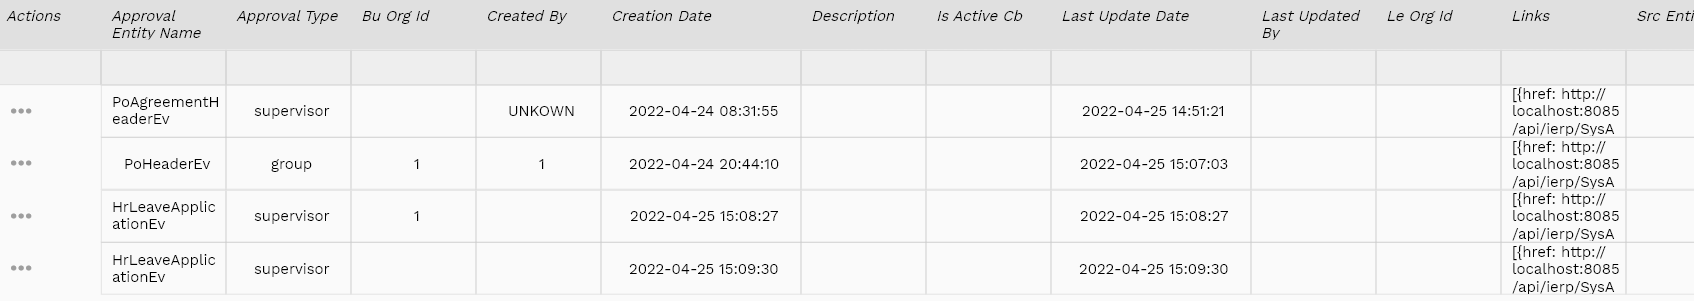 Actions Approval Entity Name Approval Type Bu Org Id Created By Creation Date Description Is Active Cb Last Update Date Last Updated By Le Org Id Links Src Enti
PoAgreementH
eaderEv
supervisor UNKOWN 2022-04-24 08:31:55 2022-04-25 14:51:21
[{href: http://
localhost:8085
/api/ierp/SysA
PoHeaderEv group 1 1 2022-04-24 20:44:10 2022-04-25 15:07:03
[{href: http://
localhost:8085
/api/ierp/SysA
HrLeaveApplic
ationEv
supervisor 1 2022-04-25 15:08:27 2022-04-25 15:08:27
[{href: http://
localhost:8085
/api/ierp/SysA
HrLeaveApplic
ationEv
supervisor 2022-04-25 15:09:30 2022-04-25 15:09:30
[{href: http://
localhost:8085
/api/ierp/SysA